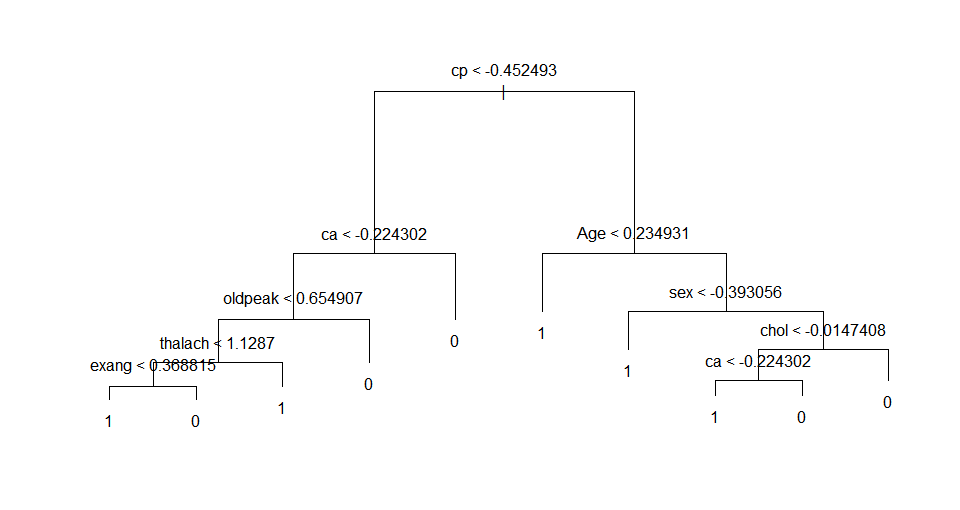 cp < -0.452493
ca < -0.224302
Age < 0.234931
oldpeak < 0.654907
sex < -0.393056
chol < -0.0147408
thalach < 1.1287
exang < 0.368815
ca < -0.224302
0
1
1
0
1
0
1
0
1
0
0